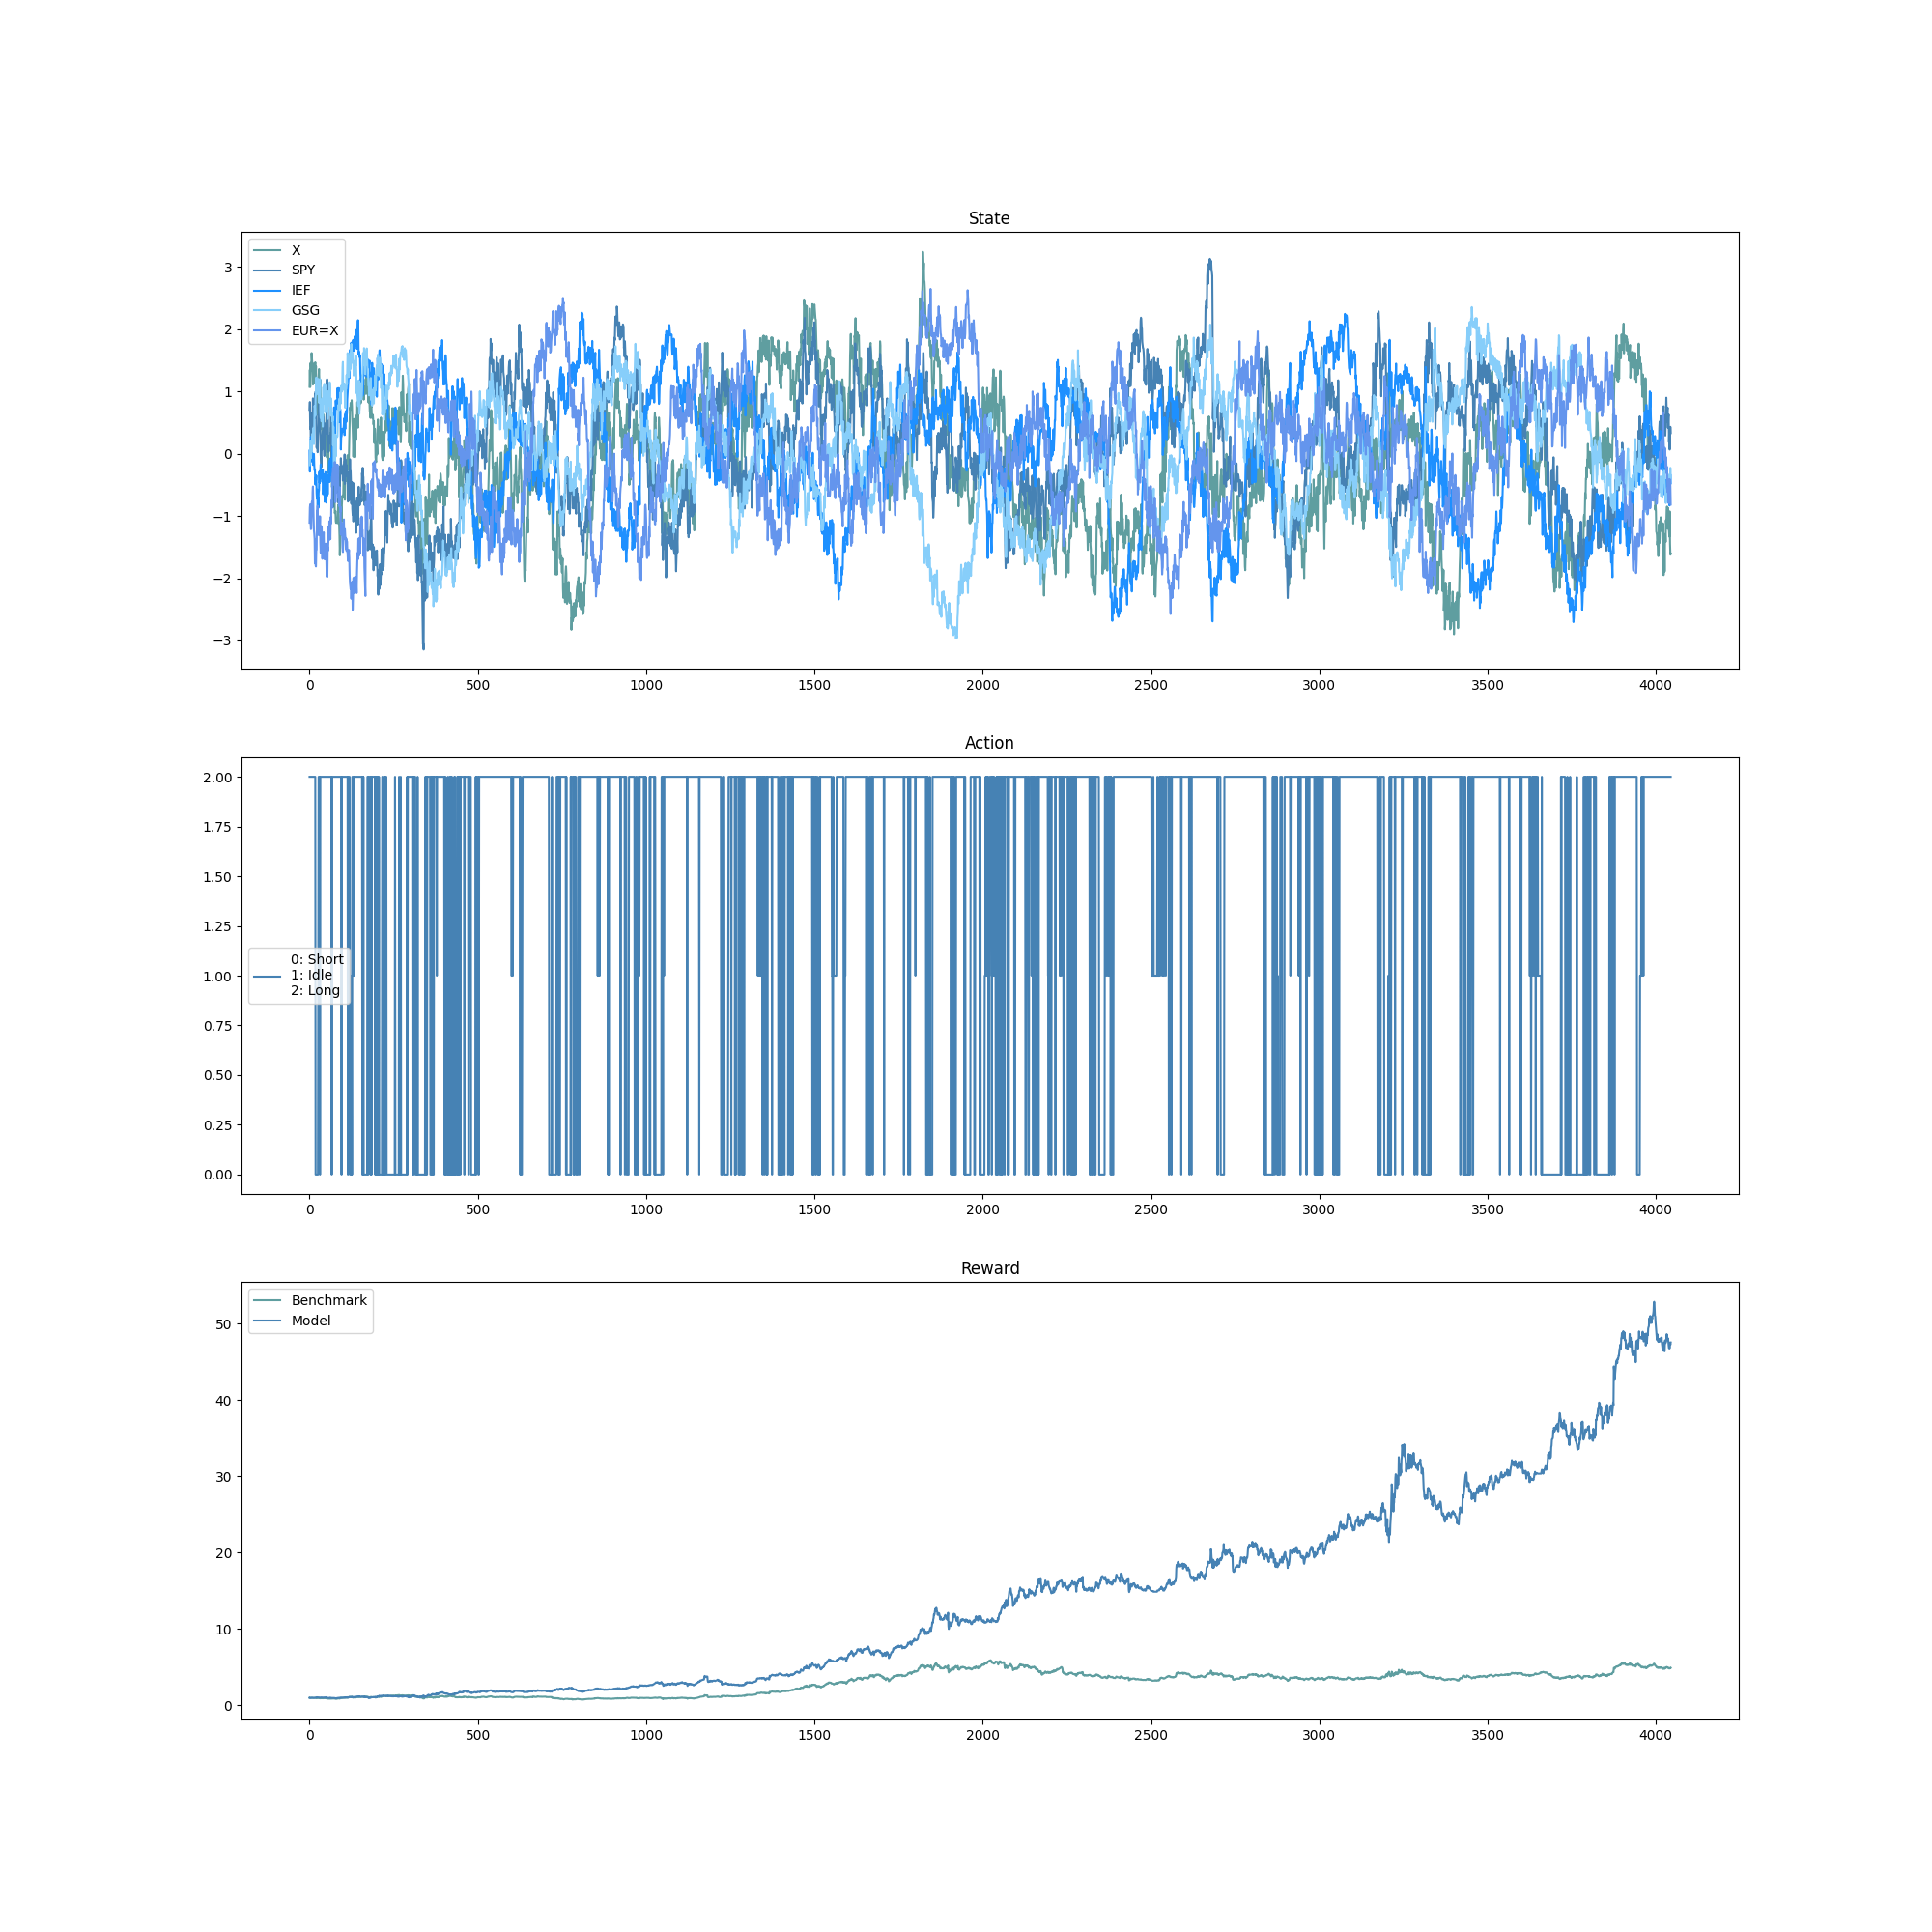 State
X
SPY
IEF
GSG
EUR=X
3
2
1
0
−1
−2
−3
0 500 1000 1500 2000 2500 3000 3500 4000
Action
2.00
1.75
1.50
1.25
1.00
0.75
0.50
0.25
0.00
0: Short
1: Idle
2: Long
0 500 1000 1500 2000 2500 3000 3500 4000
Reward
Benchmark
Model
50
40
30
20
10
0
0 500 1000 1500 2000 2500 3000 3500 4000